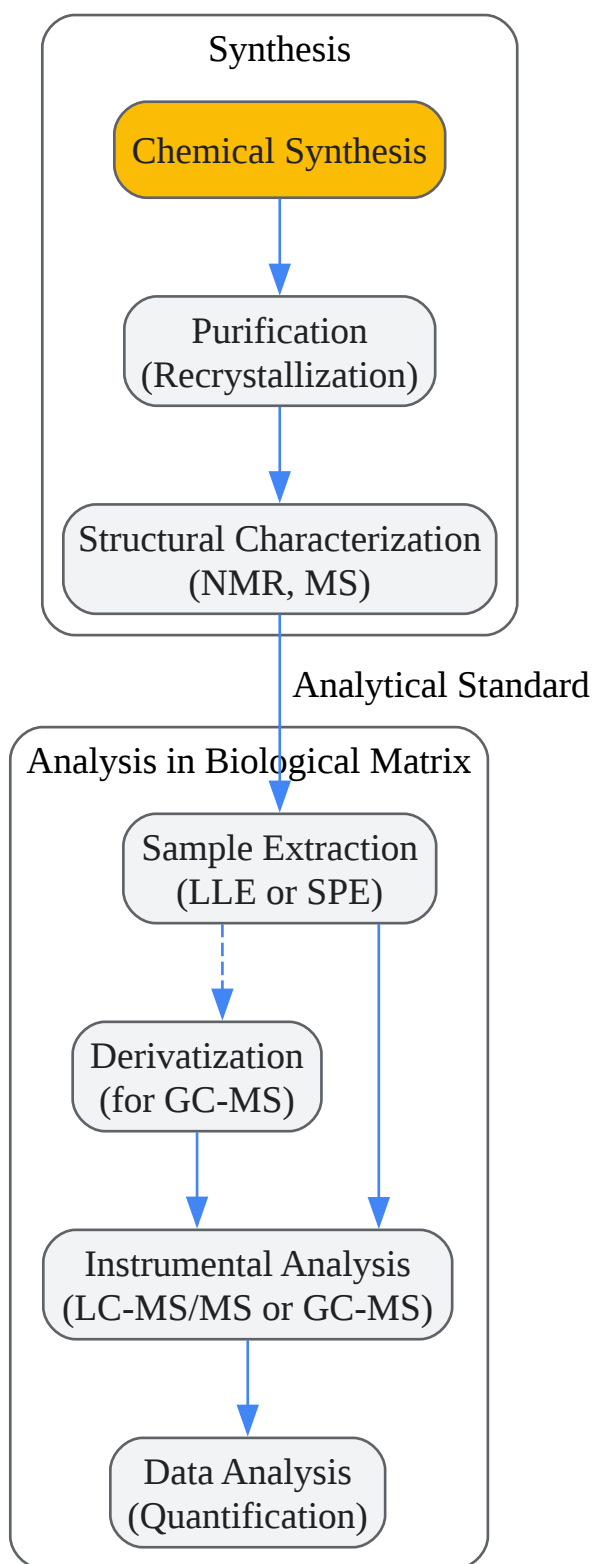 Synthesis
Chemical Synthesis
Purification
(Recrystallization)
Structural Characterization
(NMR, MS)
Analytical Standard
Analysis in Biological Matrix
Sample Extraction
(LLE or SPE)
Derivatization
(for GC-MS)
Instrumental Analysis
(LC-MS/MS or GC-MS)
Data Analysis
(Quantification)